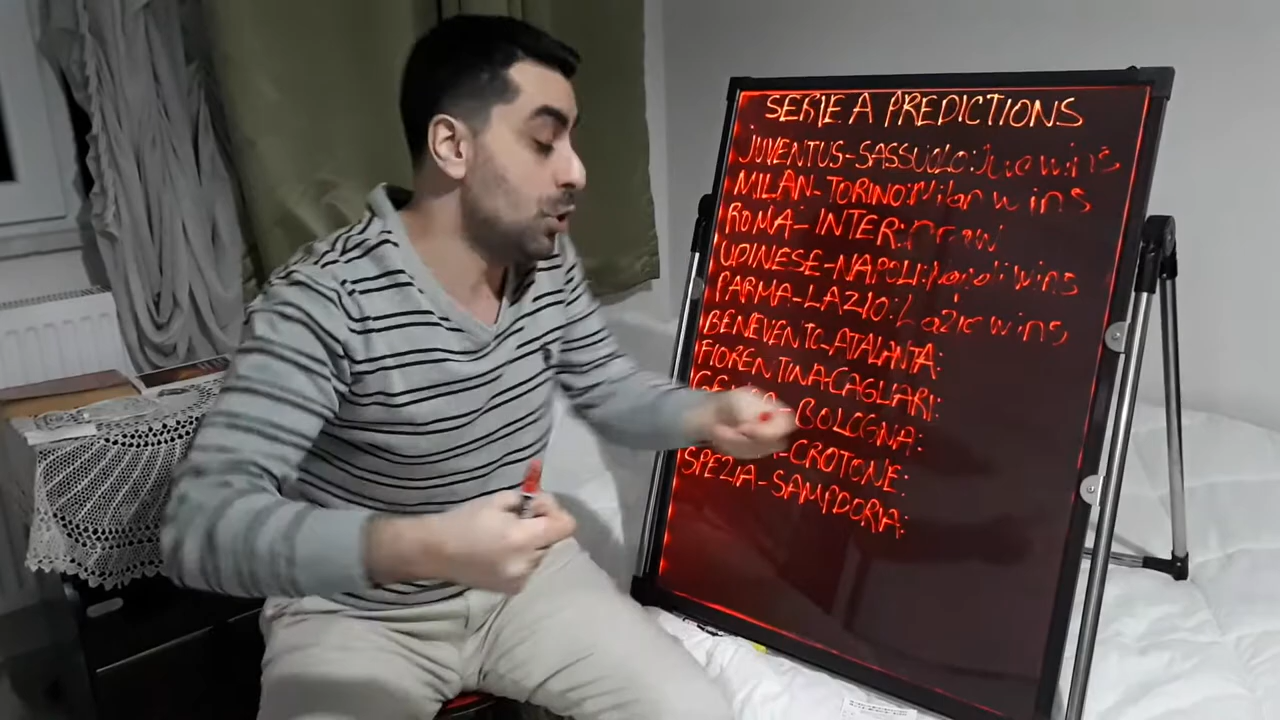 SERIE A PREDICTIONS
JUVENTUS-SASSUOLO: Juve wins
MILAN-TORINO: Milan wins
ROMA-INTER: Draw
UDINESE-NAPOLI: Napoli wins
PARMA-LAZIO: Lazio wins
BENEVENTO-ATALANTA:
FIORENTINA-CAGLIARI:
-BOLOGNA:
-CROTONE:
SPEZIA-SAMPDORIA: